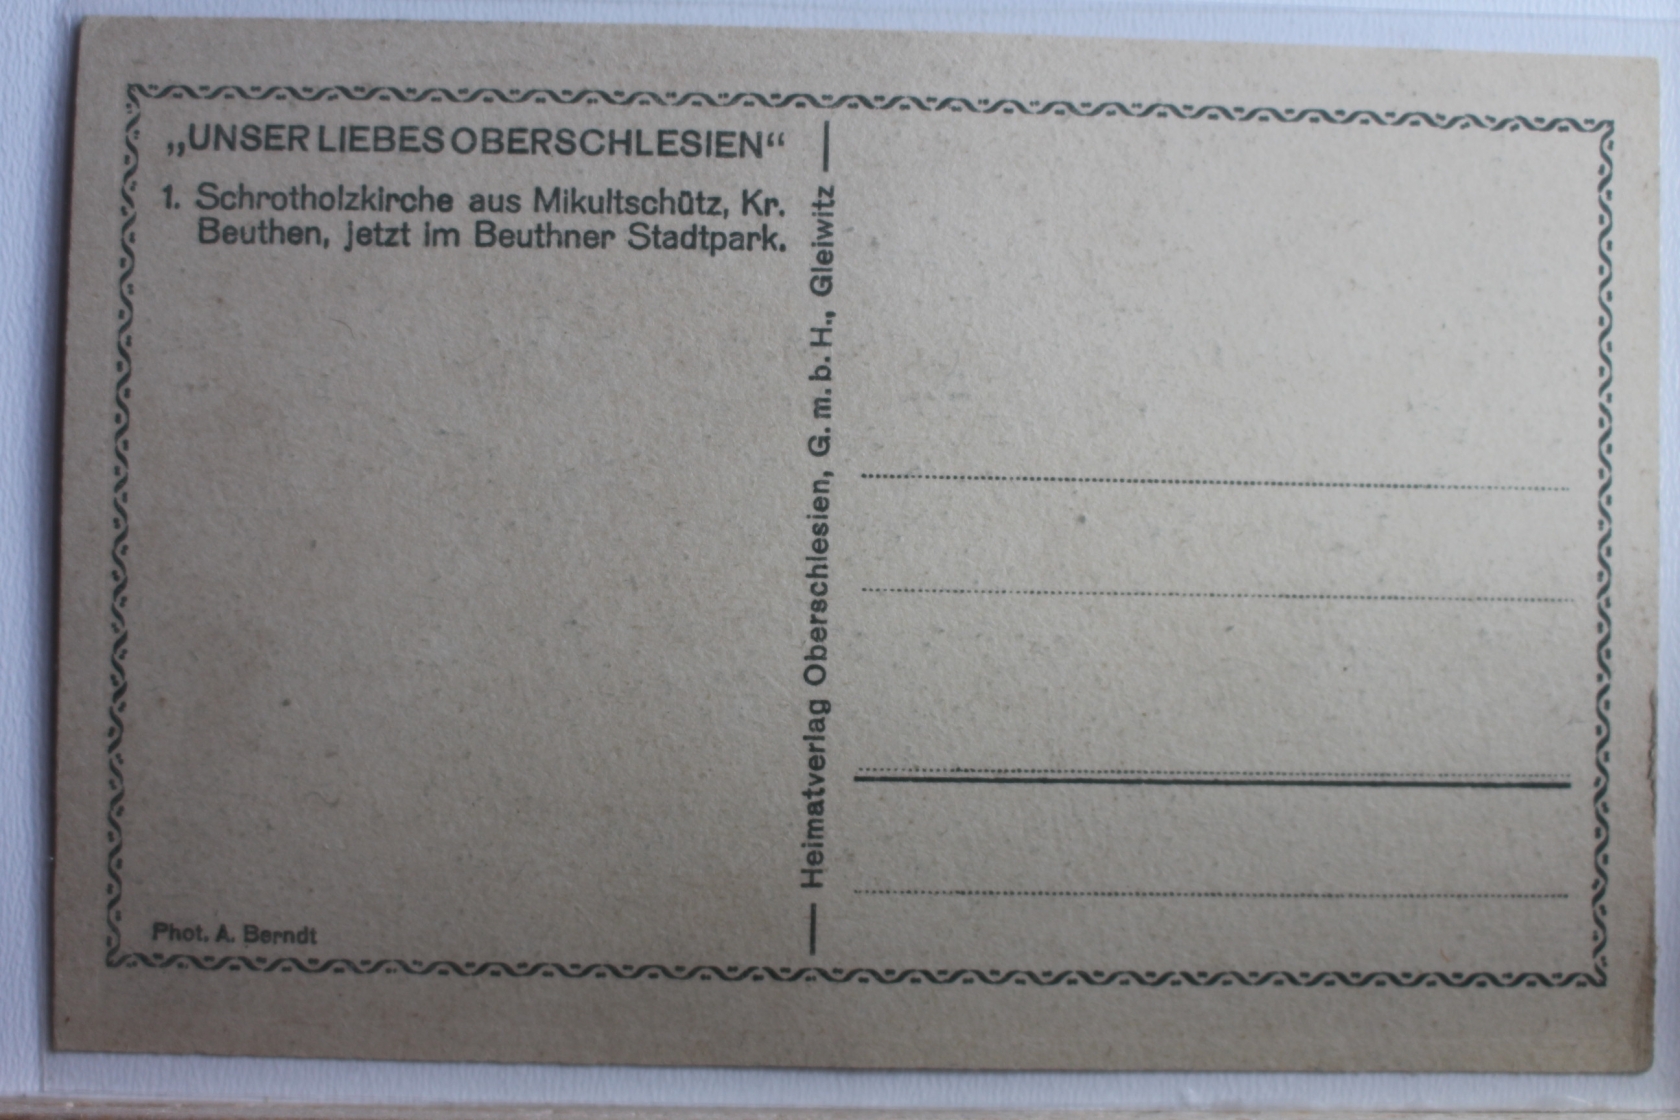 „UNSER LIEBES OBERSCHLESIEN“
1. Schrotholzkirche aus Mikultschütz, Kr.
Beuthen, jetzt im Beuthner Stadtpark.
Phot. A. Berndt
— Heimatverlag Oberschlesien, G. m. b. H., Gleiwitz —